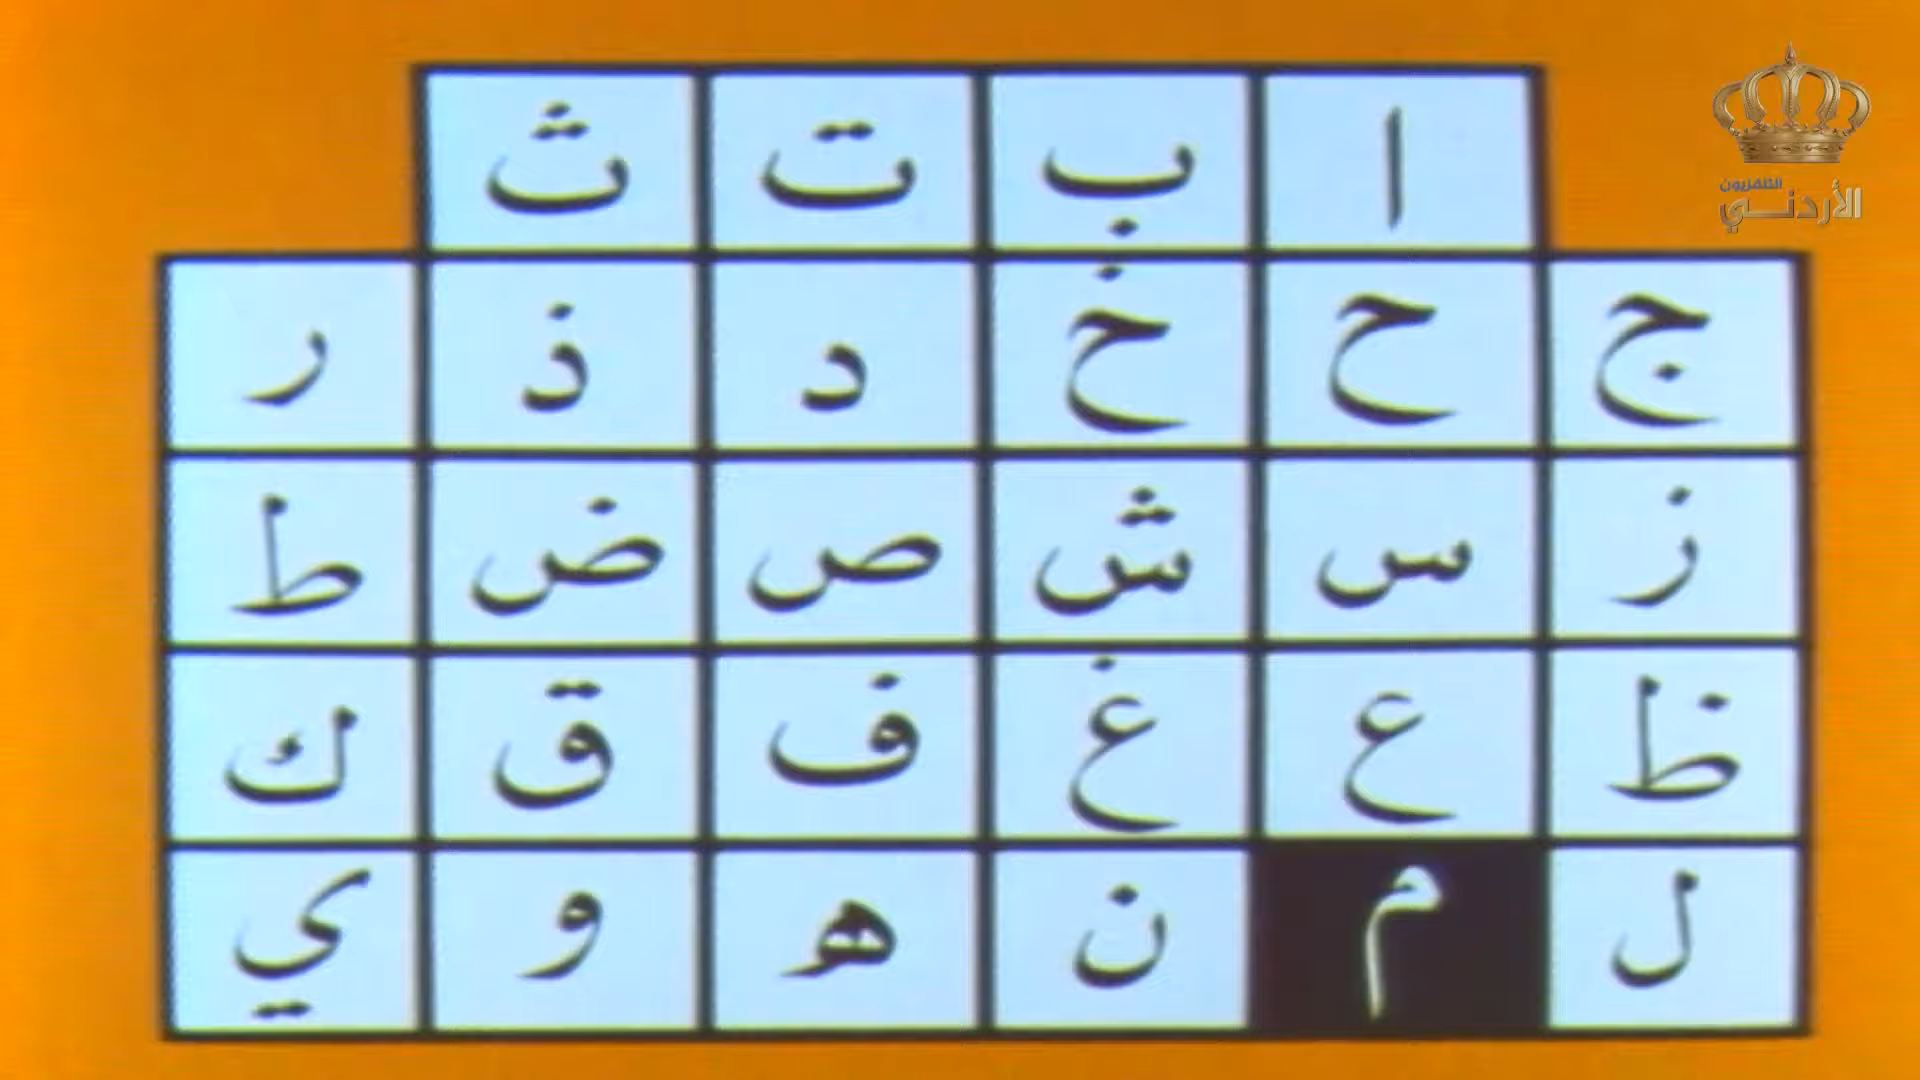 ا ب ت ث
التلفزيون
الأردني
ج ح خ د ذ ر
ز س ش ص ض ط
ظ ع غ ف ق ك
ل م ن ه و ي